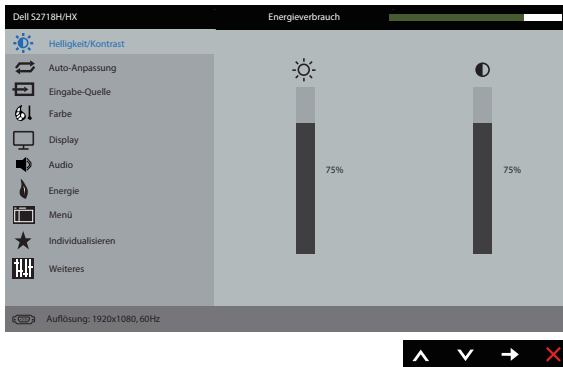 Dell S2718H/HX
Energieverbrauch
Helligkeit/Kontrast
Auto-Anpassung
Eingabe-Quelle
Farbe
Display
Audio
Energie
Menü
Individualisieren
Weiteres
75%
75%
Auflösung: 1920x1080, 60Hz